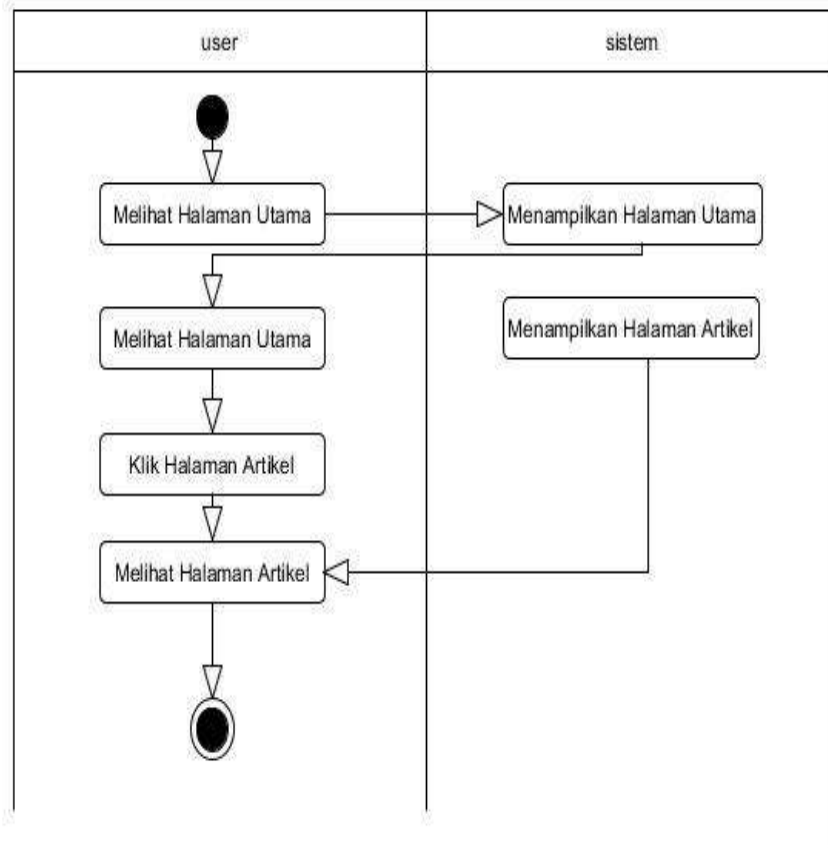 user
sistem
Melihat Halaman Utama
Menampilkan Halaman Utama
Melihat Halaman Utama
Menampilkan Halaman Artikel
Klik Halaman Artikel
Melihat Halaman Artikel